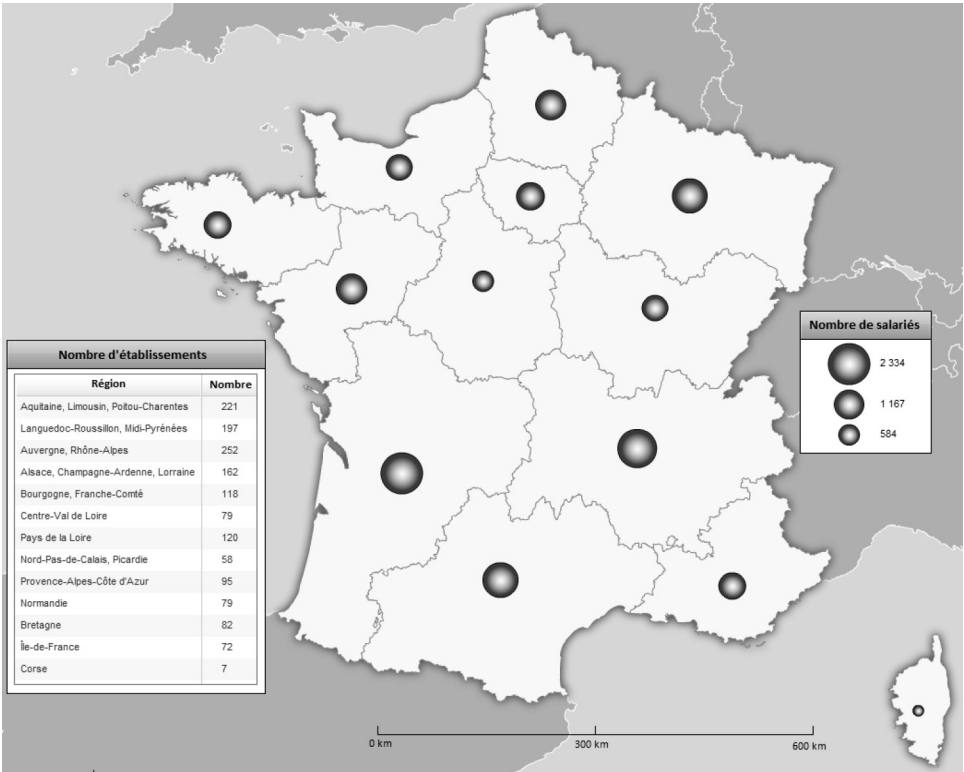 Nombre d'établissements
Région Nombre
Aquitaine, Limousin, Poitou-Charentes 221
Languedoc-Roussillon, Midi-Pyrénées 197
Auvergne, Rhône-Alpes 252
Alsace, Champagne-Ardenne, Lorraine 162
Bourgogne, Franche-Comté 118
Centre-Val de Loire 79
Pays de la Loire 120
Nord-Pas-de-Calais, Picardie 58
Provence-Alpes-Côte d'Azur 95
Normandie 79
Bretagne 82
Île-de-France 72
Corse 7
Nombre de salariés
2 334
1 167
584
0 km 300 km 600 km